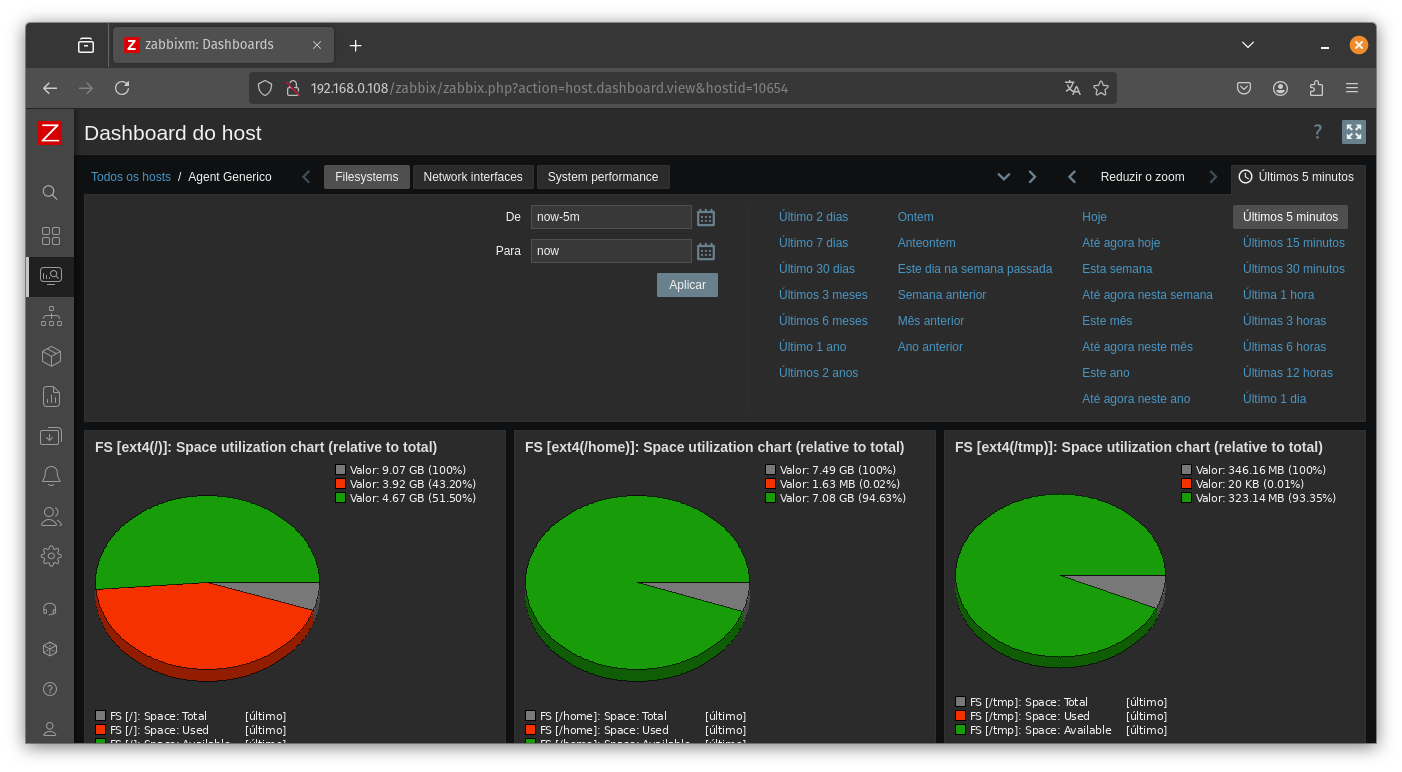 Z zabbixm: Dashboards
192.168.0.108/zabbix/zabbix.php?action=host.dashboard.view&hostid=10654
Z
Dashboard do host
?
Todos os hosts / Agent Generico
Filesystems Network interfaces System performance
Reduzir o zoom
Últimos 5 minutos
De now-5m
Para now
Aplicar
Último 2 dias Ontem Hoje Últimos 5 minutos
Último 7 dias Anteontem Até agora hoje Últimos 15 minutos
Último 30 dias Este dia na semana passada Esta semana Últimos 30 minutos
Últimos 3 meses Semana anterior Até agora nesta semana Última 1 hora
Últimos 6 meses Mês anterior Este mês Últimas 3 horas
Último 1 ano Ano anterior Até agora neste mês Últimas 6 horas
Últimos 2 anos Este ano Últimas 12 horas
Até agora neste ano Último 1 dia
FS [ext4(/)]: Space utilization chart (relative to total)
Valor: 9.07 GB (100%)
Valor: 3.92 GB (43.20%)
Valor: 4.67 GB (51.50%)
FS [/]: Space: Total [último]
FS [/]: Space: Used [último]
FS [/]: Space: Available [último]
FS [ext4(/home)]: Space utilization chart (relative to total)
Valor: 7.49 GB (100%)
Valor: 1.63 MB (0.02%)
Valor: 7.08 GB (94.63%)
FS [/home]: Space: Total [último]
FS [/home]: Space: Used [último]
FS [/home]: Space: Available [último]
FS [ext4(/tmp)]: Space utilization chart (relative to total)
Valor: 346.16 MB (100%)
Valor: 20 KB (0.01%)
Valor: 323.14 MB (93.35%)
FS [/tmp]: Space: Total [último]
FS [/tmp]: Space: Used [último]
FS [/tmp]: Space: Available [último]